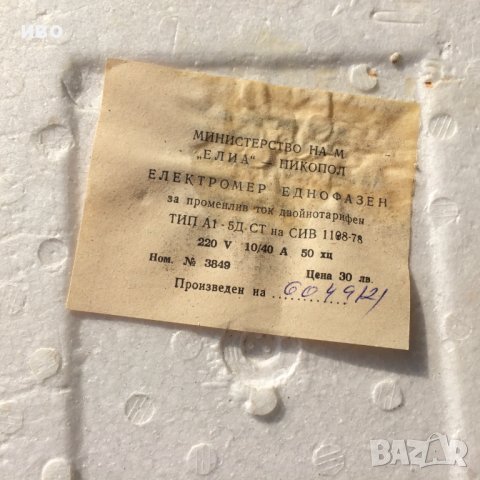 иво
МИНИСТЕРСТВО НА М
„ЕЛИА“ — НИКОПОЛ
ЕЛЕКТРОМЕР ЕДНОФАЗЕН
за променлив ток двойнотарифен
ТИП А1 - 5Д СТ на СИВ 1108-78
220 V 10/40 А 50 хц
Ном. № 3849 Цена 30 лв.
Произведен на
BAZAR